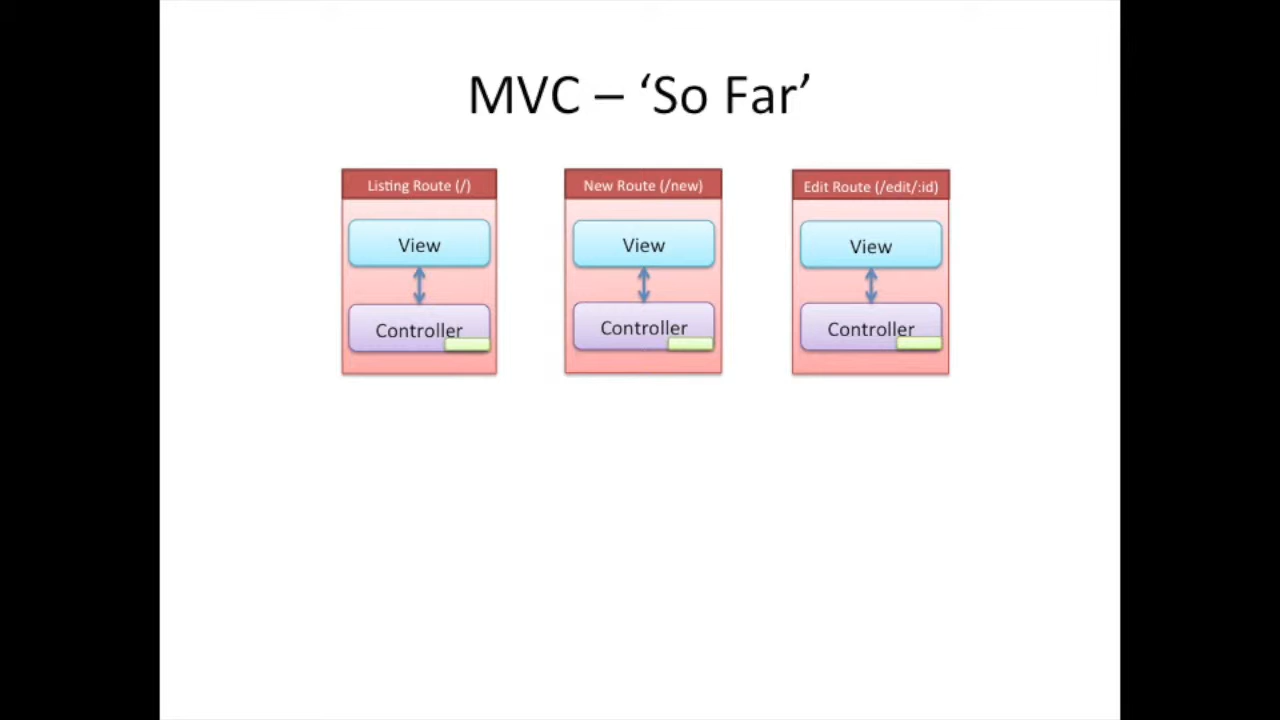 MVC – ‘So Far’
Listing Route (/)
New Route (/new)
Edit Route (/edit/:id)
View
View
View
Controller
Controller
Controller